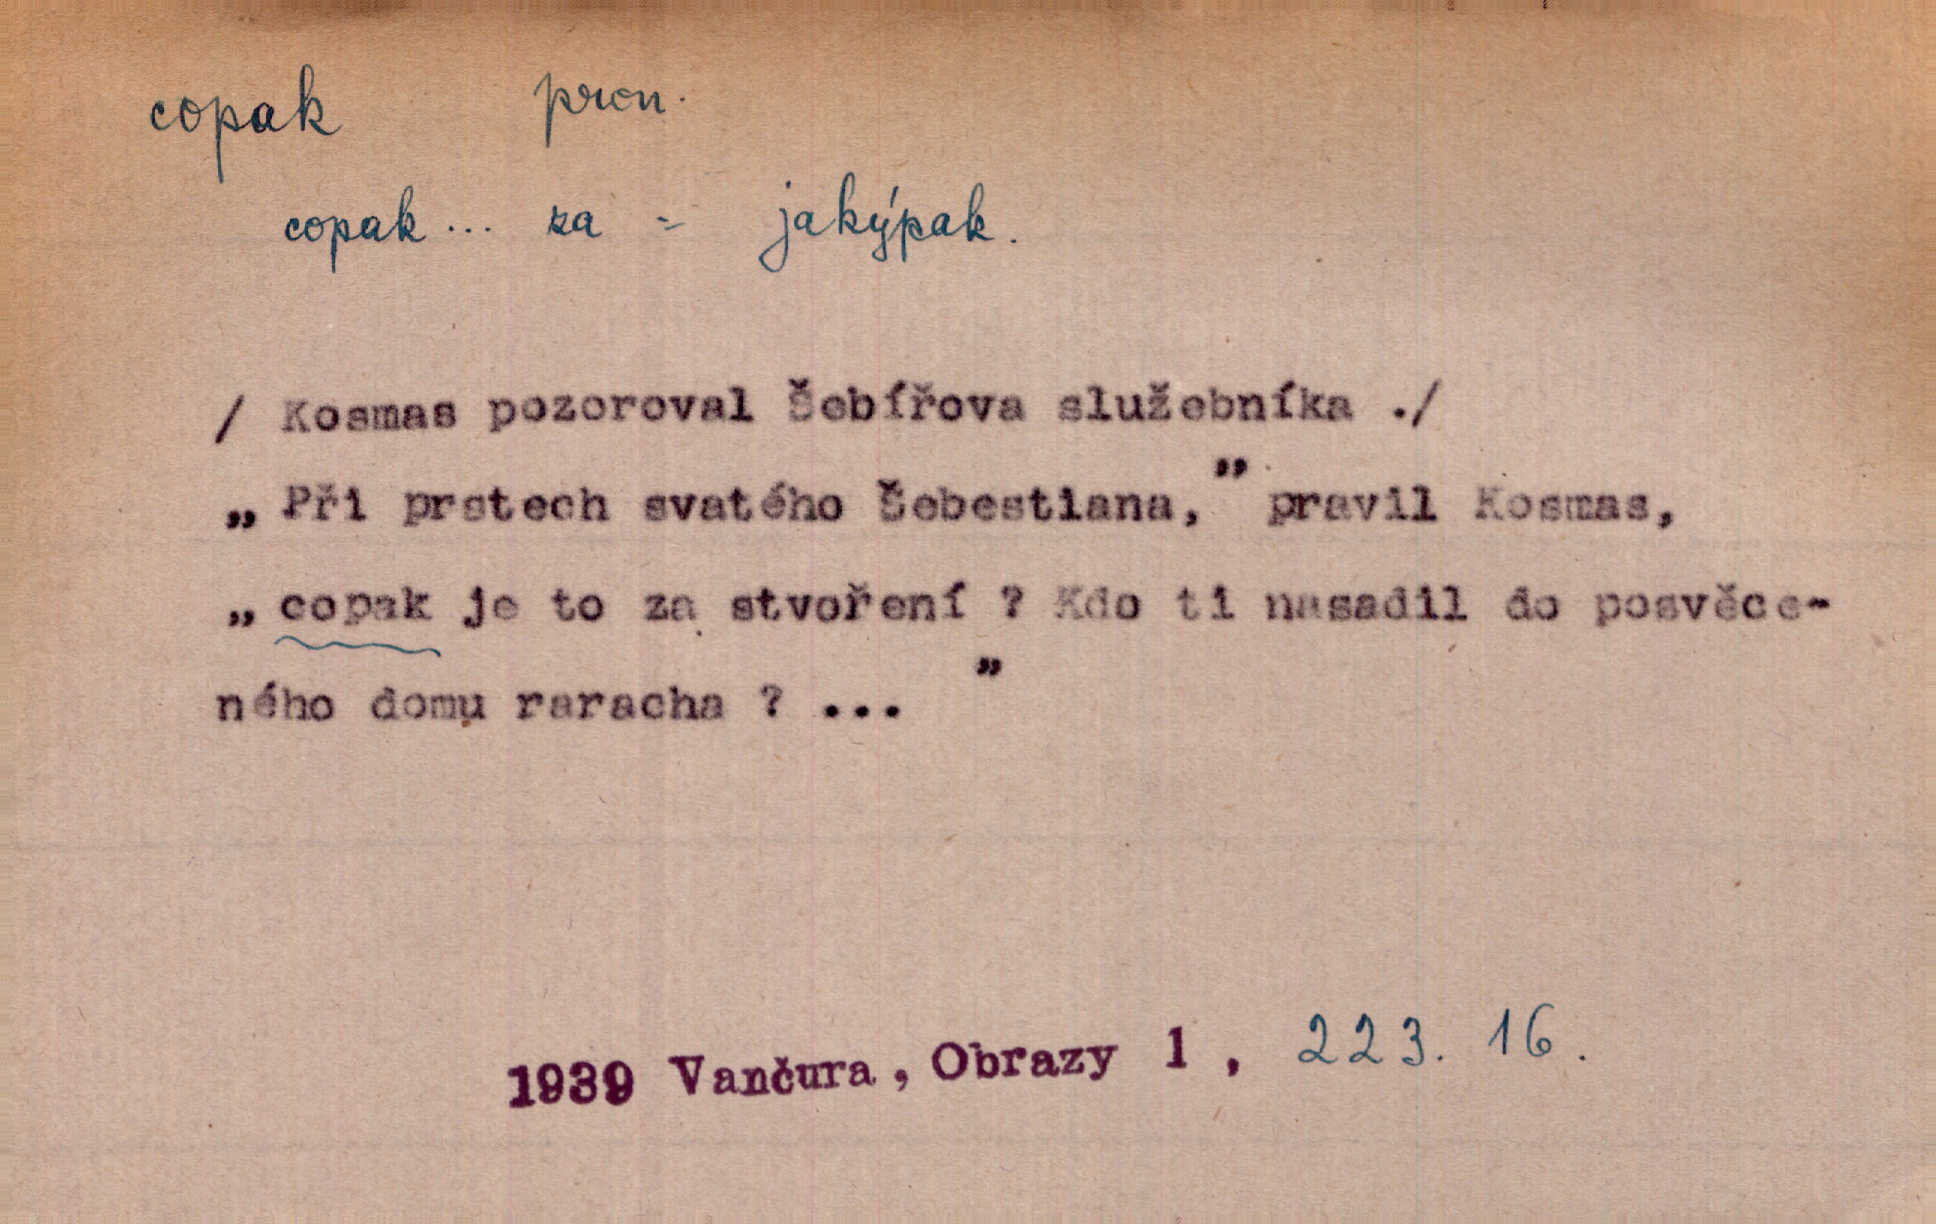 copak pron.
copak... za = jakýpak.
/ Kosmas pozoroval Šebířova služebníka ./
„ Při prstech svatého Šebestiana,” pravil Kosmas,
„ copak je to za stvoření ? Kdo ti nasadil do posvěce-
ného domu raracha ? ... ”
1939 Vančura, Obrazy 1 , 223. 16.